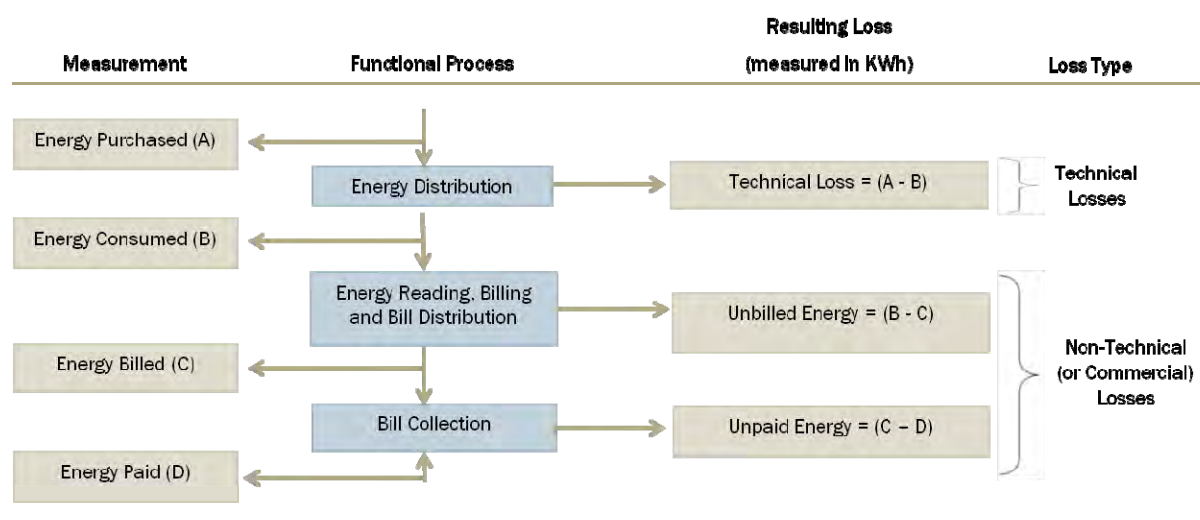 Resulting Loss
Measurement
Functional Process
(measured in KWh)
Loss Type
Energy Purchased (A)
Energy Distribution
Technical Loss = (A - B)
Technical
Losses
Energy Consumed (B)
Energy Reading, Billing
and Bill Distribution
Unbilled Energy = (B - C)
Energy Billed (C)
Non-Technical
(or Commercial)
Losses
Bill Collection
Unpaid Energy = (C – D)
Energy Paid (D)